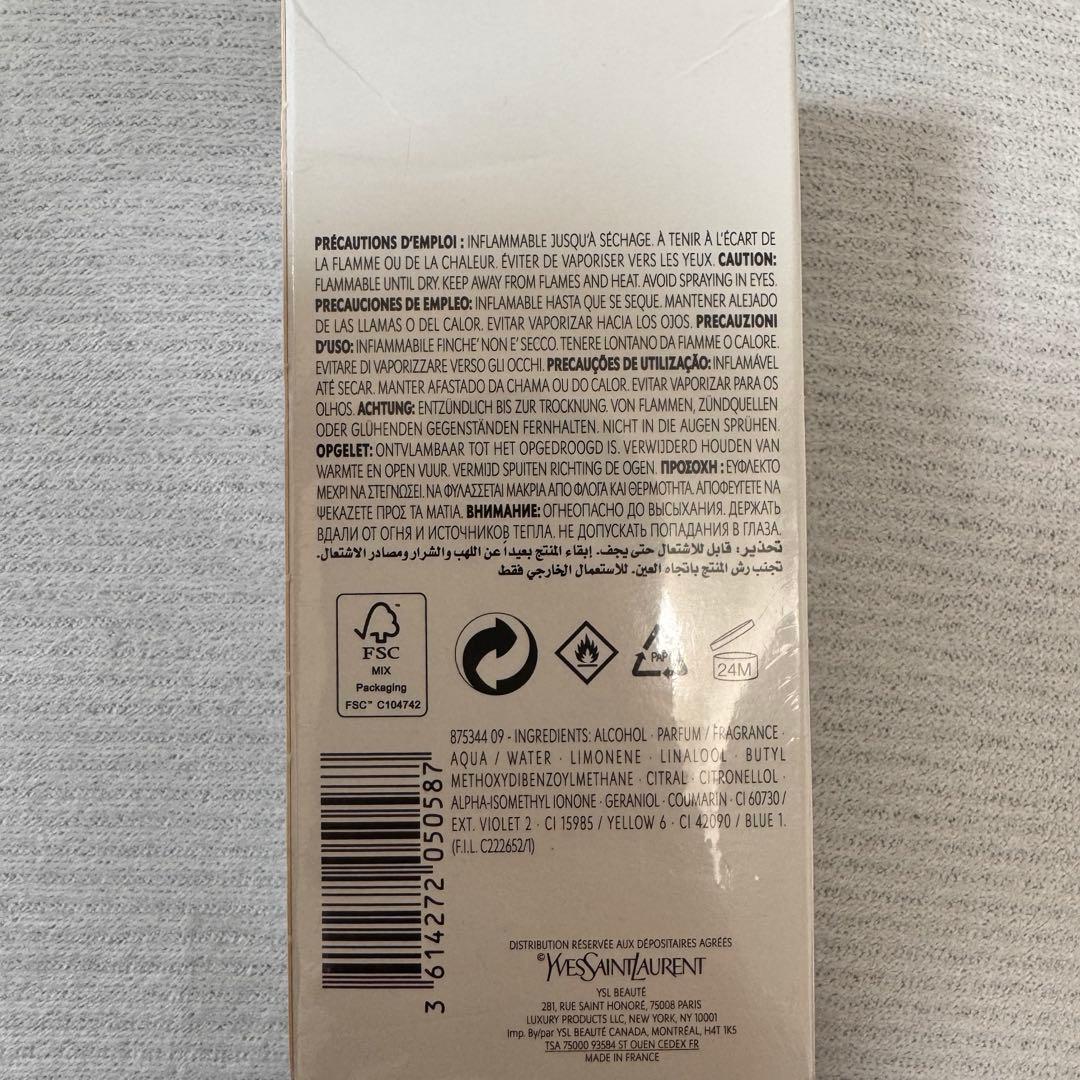 PRÉCAUTIONS D'EMPLOI : INFLAMMABLE JUSQU'À SÉCHAGE. À TENIR À L'ÉCART DE
LA FLAMME OU DE LA CHALEUR. ÉVITER DE VAPORISER VERS LES YEUX. CAUTION:
FLAMMABLE UNTIL DRY. KEEP AWAY FROM FLAMES AND HEAT. AVOID SPRAYING IN EYES.
PRECAUCIONES DE EMPLEO: INFLAMABLE HASTA QUE SE SEQUE. MANTENER ALEJADO
DE LAS LLAMAS O DEL CALOR. EVITAR VAPORIZAR HACIA LOS OJOS. PRECAUZIONI
D'USO: INFIAMMABILE FINCHE' NON E' SECCO. TENERE LONTANO DA FIAMME O CALORE.
EVITARE DI VAPORIZZARE VERSO GLI OCCHI. PRECAUÇÕES DE UTILIZAÇÃO: INFLAMÁVEL
ATÉ SECAR. MANTER AFASTADO DA CHAMA OU DO CALOR. EVITAR VAPORIZAR PARA OS
OLHOS. ACHTUNG: ENTZÜNDLICH BIS ZUR TROCKNUNG. VON FLAMMEN, ZÜNDQUELLEN
ODER GLÜHENDEN GEGENSTÄNDEN FERNHALTEN. NICHT IN DIE AUGEN SPRÜHEN.
OPGELET: ONTVLAMBAAR TOT HET OPGEDROOGD IS. VERWIJDERD HOUDEN VAN
WARMTE EN OPEN VUUR. VERMIJD SPUITEN RICHTING DE OGEN. ΠΡΟΣΟΧΗ : ΕΥΦΛΕΚΤΟ
ΜΕΧΡΙ ΝΑ ΣΤΕΓΝΩΣΕΙ. ΝΑ ΦΥΛΑΣΣΕΤΑΙ ΜΑΚΡΙΑ ΑΠΟ ΦΛΟΓΑ ΚΑΙ ΘΕΡΜΟΤΗΤΑ. ΑΠΟΦΕΥΓΕΤΕ ΝΑ
ΨΕΚΑΖΕΤΕ ΠΡΟΣ ΤΑ ΜΑΤΙΑ. ВНИМАНИЕ: ОГНЕОПАСНО ДО ВЫСЫХАНИЯ. ДЕРЖАТЬ
ВДАЛИ ОТ ОГНЯ И ИСТОЧНИКОВ ТЕПЛА. НЕ ДОПУСКАТЬ ПОПАДАНИЯ В ГЛАЗА.
تحذير: قابل للاشتعال حتى يجف. إبقاء المنتج بعيداً عن اللهب والشرار ومصادر الاشتعال.
تجنب رش المنتج باتجاه العين. للاستعمال الخارجي فقط
FSC
MIX
Packaging
FSC™ C104742
PAP
24M
875344 09 - INGREDIENTS: ALCOHOL · PARFUM / FRAGRANCE ·
AQUA / WATER · LIMONENE · LINALOOL · BUTYL
METHOXYDIBENZOYLMETHANE · CITRAL · CITRONELLOL ·
ALPHA-ISOMETHYL IONONE · GERANIOL · COUMARIN · CI 60730 /
EXT. VIOLET 2 · CI 15985 / YELLOW 6 · CI 42090 / BLUE 1.
(F.I.L. C222652/1)
3 614272 050587
DISTRIBUTION RÉSERVÉE AUX DÉPOSITAIRES AGRÉÉS
©YVESSAINTLAURENT
YSL BEAUTÉ
281, RUE SAINT HONORÉ, 75008 PARIS
LUXURY PRODUCTS LLC, NEW YORK, NY 10001
Imp. By/par YSL BEAUTÉ CANADA, MONTRÉAL, H4T 1K5
TSA 75000 93584 ST OUEN CEDEX FR
MADE IN FRANCE